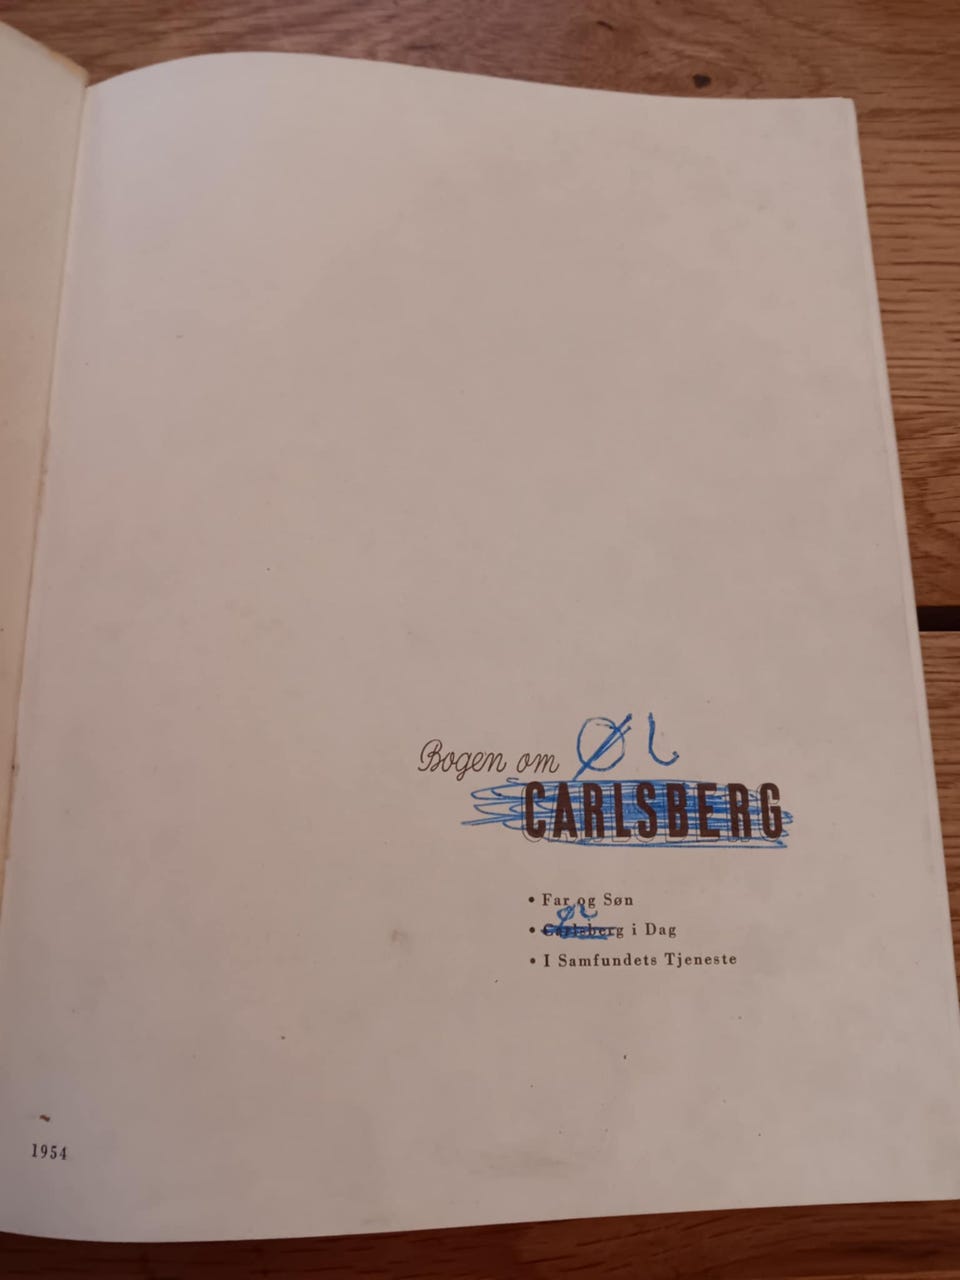 Bogen om ØL
CARLSBERG
• Far og Søn
ØL
• Carlsberg i Dag
• I Samfundets Tjeneste
1954